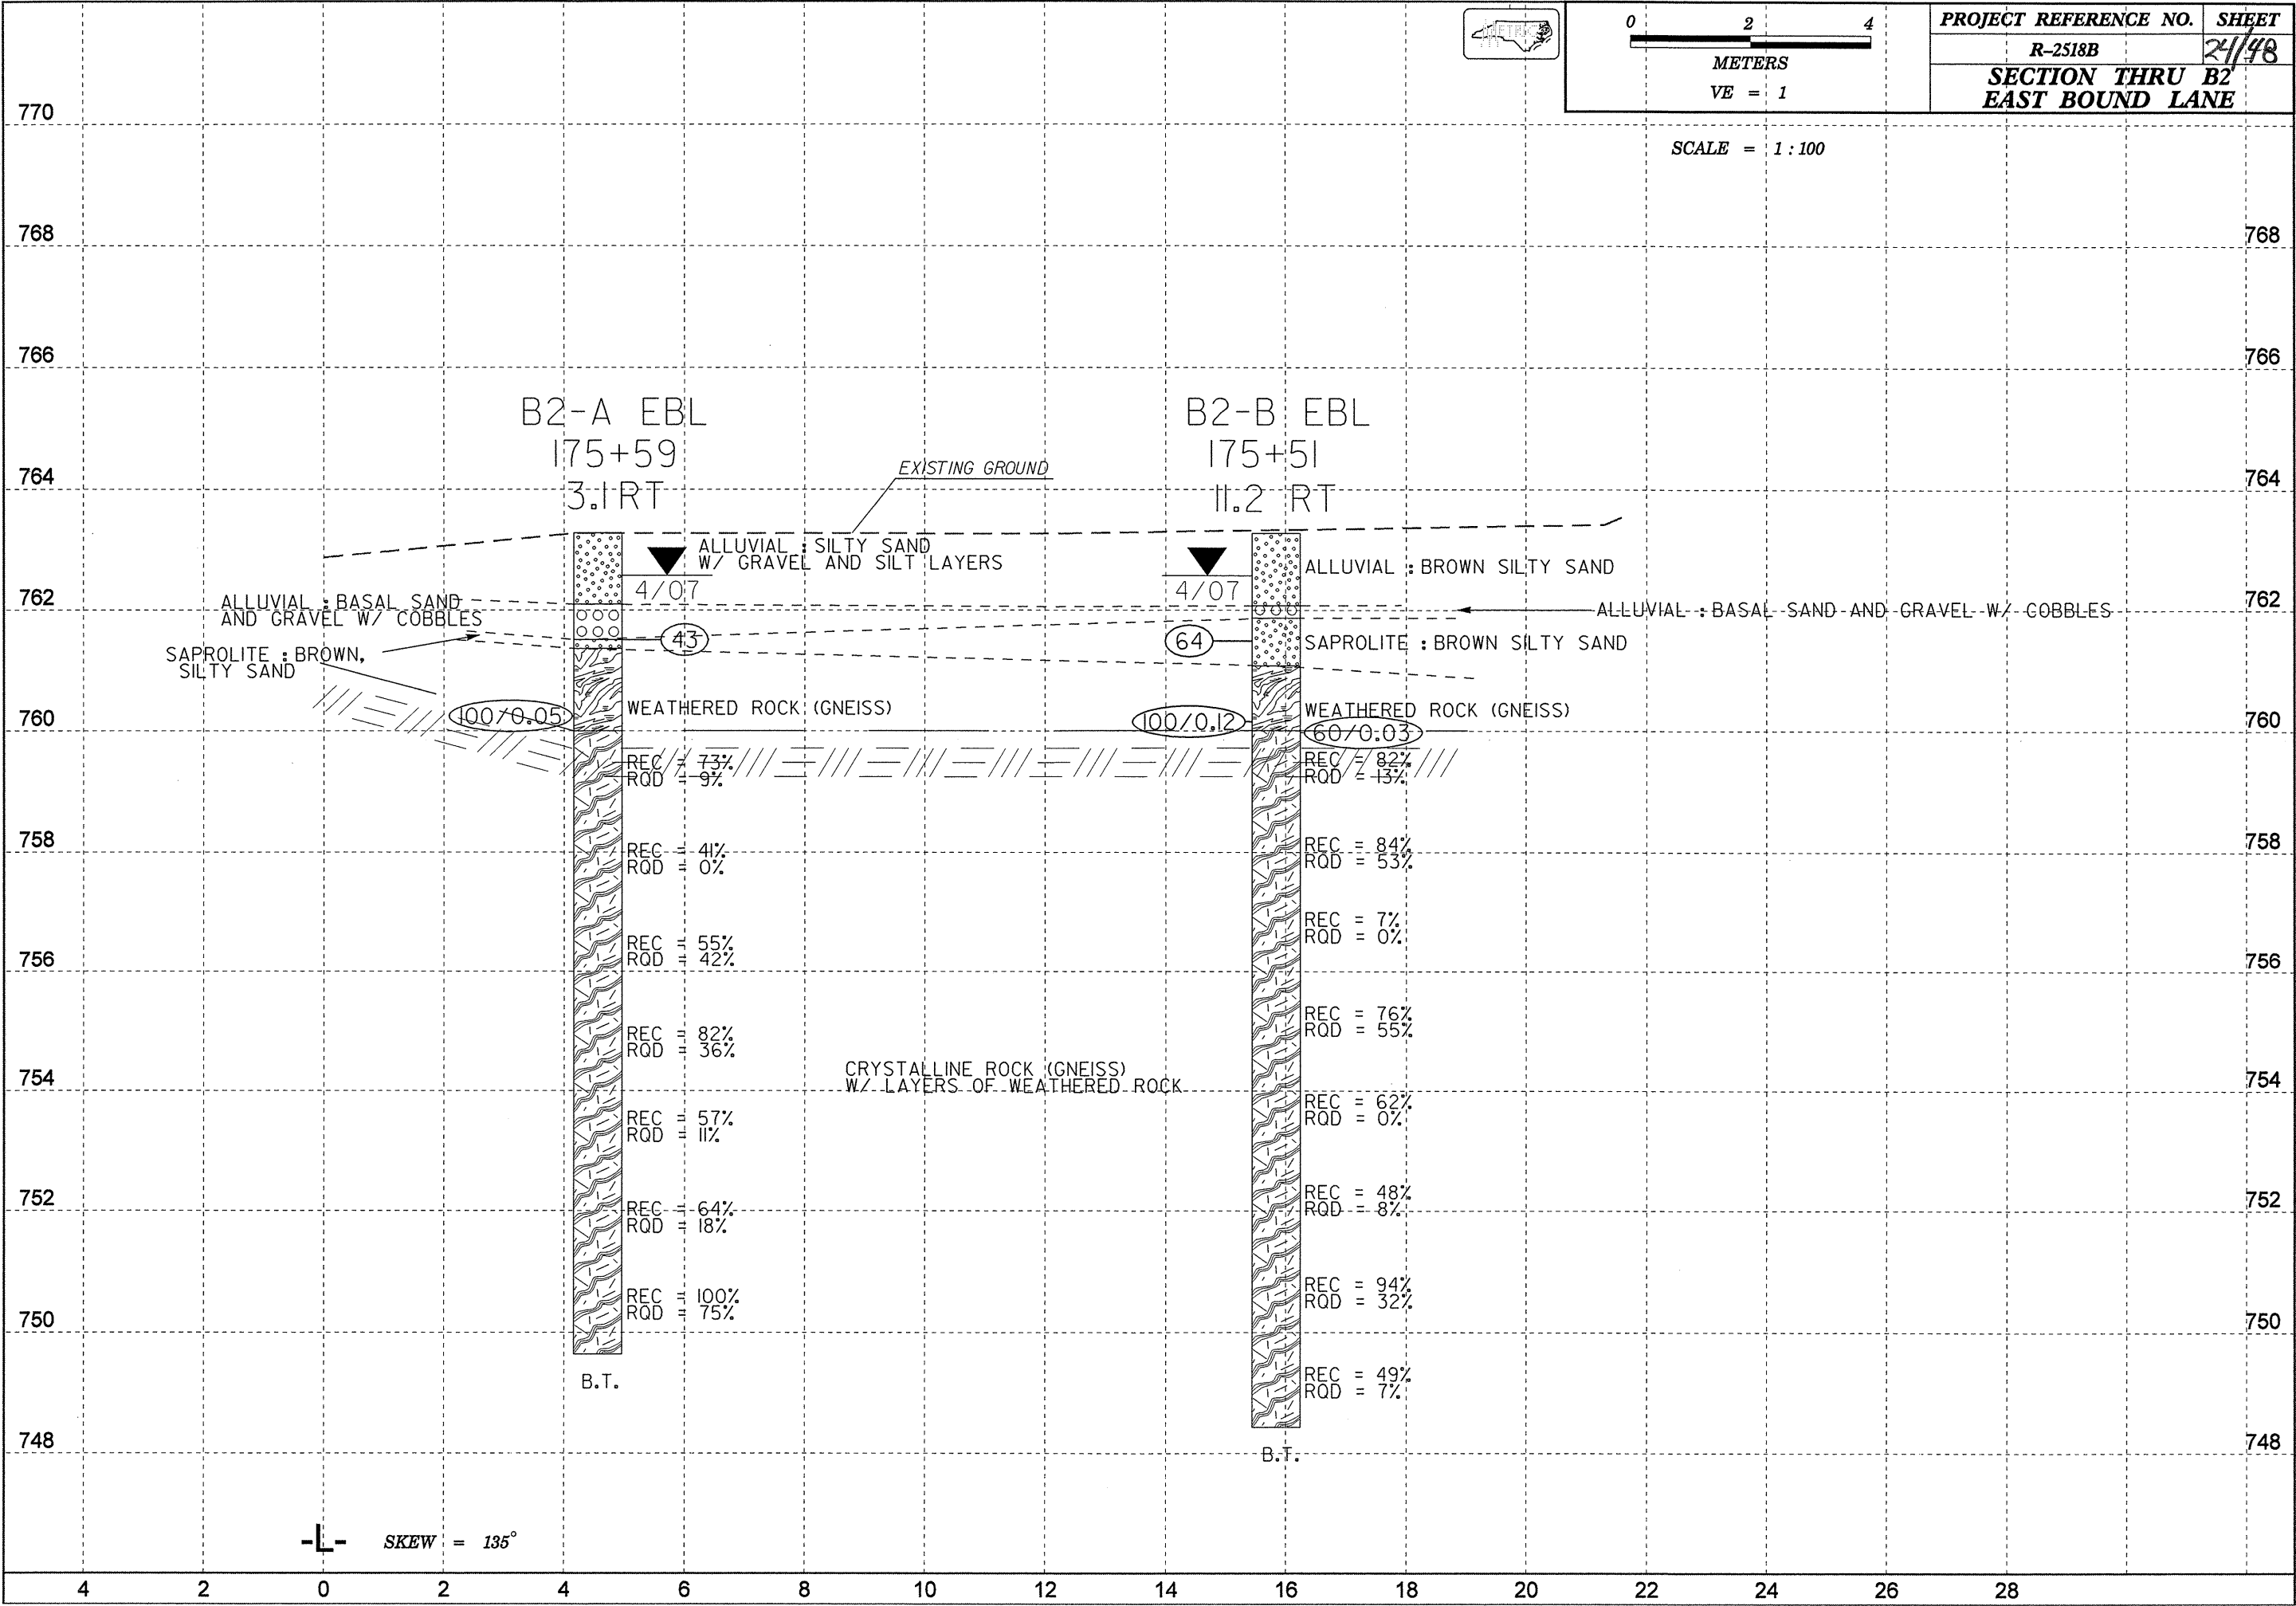 0 2 4
METERS
VE = 1
PROJECT REFERENCE NO. SHEET
R-2518B 24/48
SECTION THRU B2
EAST BOUND LANE
SCALE = 1 : 100
770
768 768
766 766
B2-A EBL
175+59
3.1 RT
B2-B EBL
175+51
11.2 RT
764 764
EXISTING GROUND
ALLUVIAL : SILTY SAND
W/ GRAVEL AND SILT LAYERS
ALLUVIAL : BROWN SILTY SAND
4/07 4/07
762 762
ALLUVIAL : BASAL SAND
AND GRAVEL W/ COBBLES
ALLUVIAL : BASAL SAND AND GRAVEL W/ COBBLES
43 64
SAPROLITE : BROWN SILTY SAND
SAPROLITE : BROWN,
SILTY SAND
WEATHERED ROCK (GNEISS)
WEATHERED ROCK (GNEISS)
760 760
100/0.05 100/0.12 60/0.03
REC = 73%
RQD = 9%
REC = 82%
RQD = 13%
758 758
REC = 41%
RQD = 0%
REC = 84%
RQD = 53%
REC = 55%
RQD = 42%
REC = 7%
RQD = 0%
756 756
REC = 82%
RQD = 36%
REC = 76%
RQD = 55%
754 754
CRYSTALLINE ROCK (GNEISS)
W/ LAYERS OF WEATHERED ROCK
REC = 57%
RQD = 11%
REC = 62%
RQD = 0%
752 752
REC = 64%
RQD = 18%
REC = 48%
RQD = 8%
REC = 100%
RQD = 75%
REC = 94%
RQD = 32%
750 750
REC = 49%
RQD = 7%
B.T.
748 748
B.T.
-L- SKEW = 135°
4 2 0 2 4 6 8 10 12 14 16 18 20 22 24 26 28